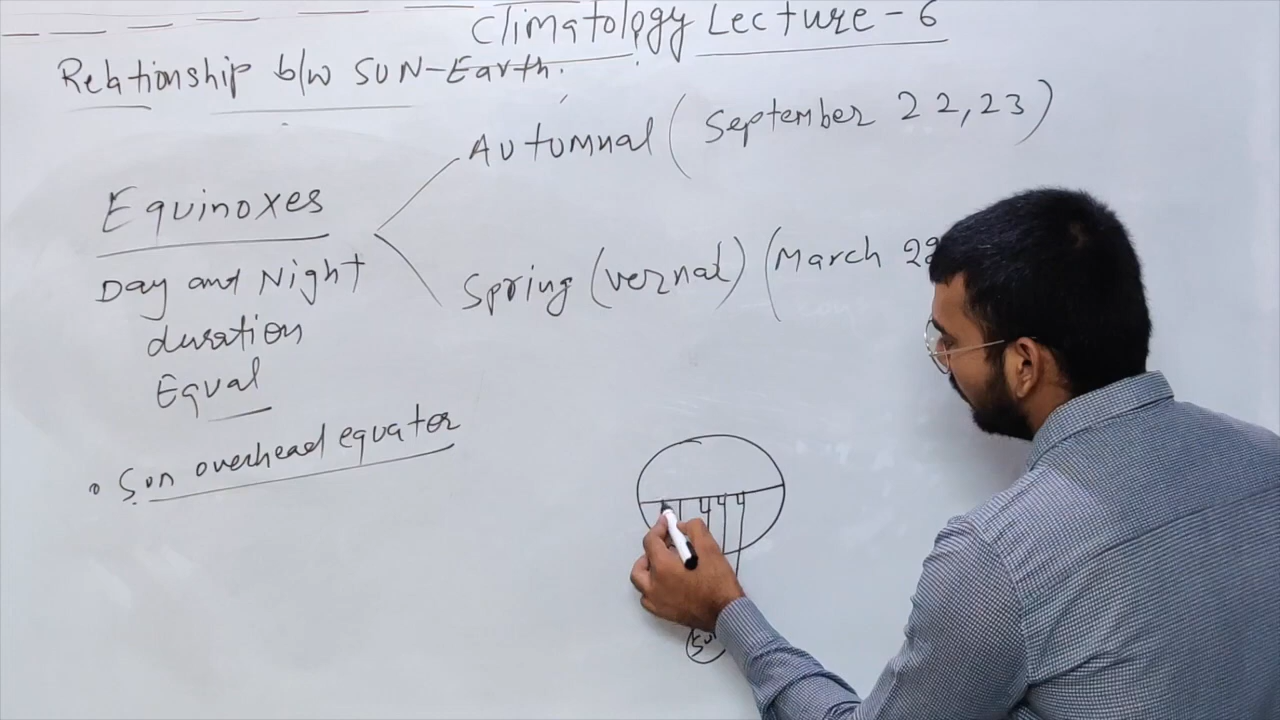 Climatology Lecture - 6
Relationship b/w SUN-Earth.
Autumnal (September 22,23)
Equinoxes
Day and Night
duration
Equal
Spring (vernal) (March
• Sun overhead equator
Sun